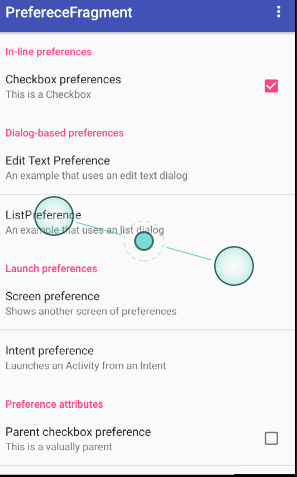 PrefereceFragment
In-line preferences
Checkbox preferences
This is a Checkbox
Dialog-based preferences
Edit Text Preference
An example that uses an edit text dialog
ListPreference
An example that uses an list dialog
Launch preferences
Screen preference
Shows another screen of preferences
Intent preference
Launches an Activity from an Intent
Preference attributes
Parent checkbox preference
This is a valually parent